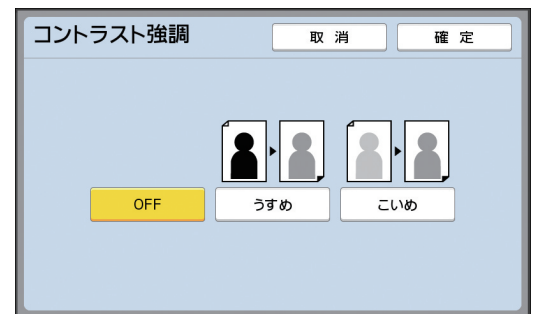 コントラスト強調
取 消
確 定
OFF
うすめ
こいめ